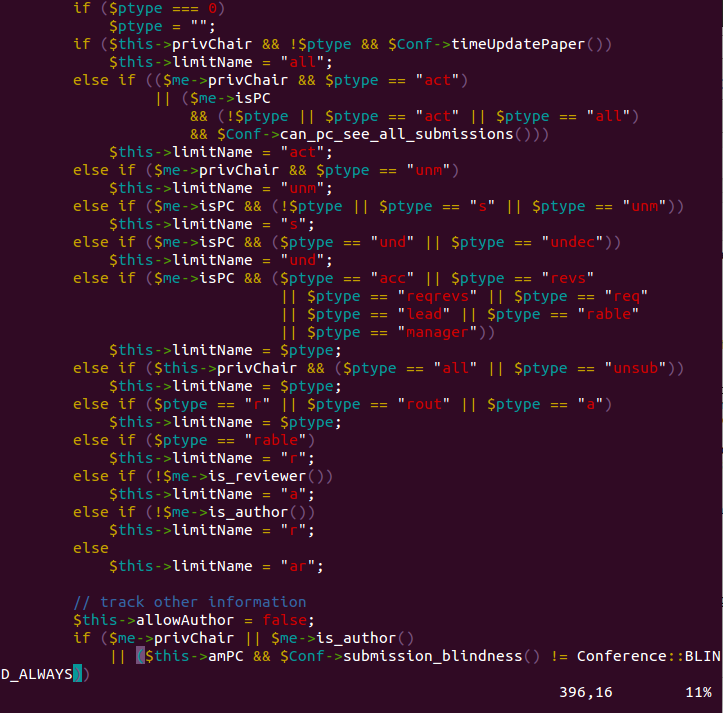 if ($ptype === 0)
$ptype = "";
if ($this->privChair && !$ptype && $Conf->timeUpdatePaper())
$this->limitName = "all";
else if (($me->privChair && $ptype == "act")
|| ($me->isPC
&& (!$ptype || $ptype == "act" || $ptype == "all")
&& $Conf->can_pc_see_all_submissions()))
$this->limitName = "act";
else if ($me->privChair && $ptype == "unm")
$this->limitName = "unm";
else if ($me->isPC && (!$ptype || $ptype == "s" || $ptype == "unm"))
$this->limitName = "s";
else if ($me->isPC && ($ptype == "und" || $ptype == "undec"))
$this->limitName = "und";
else if ($me->isPC && ($ptype == "acc" || $ptype == "revs"
|| $ptype == "reqrevs" || $ptype == "req"
|| $ptype == "lead" || $ptype == "rable"
|| $ptype == "manager"))
$this->limitName = $ptype;
else if ($this->privChair && ($ptype == "all" || $ptype == "unsub"))
$this->limitName = $ptype;
else if ($ptype == "r" || $ptype == "rout" || $ptype == "a")
$this->limitName = $ptype;
else if ($ptype == "rable")
$this->limitName = "r";
else if (!$me->is_reviewer())
$this->limitName = "a";
else if (!$me->is_author())
$this->limitName = "r";
else
$this->limitName = "ar";
// track other information
$this->allowAuthor = false;
if ($me->privChair || $me->is_author()
|| ($this->amPC && $Conf->submission_blindness() != Conference::BLIN
D_ALWAYS))
396,16 11%